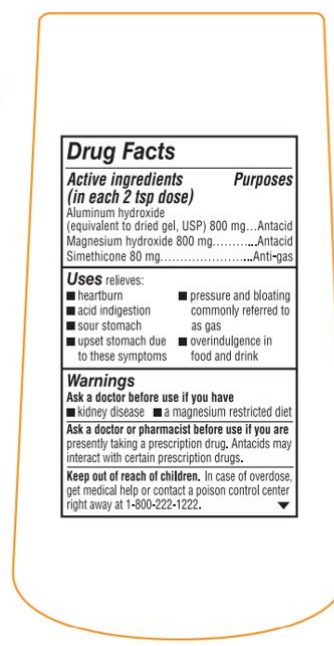 Drug Facts
Active ingredients Purposes
(in each 2 tsp dose)
Aluminum hydroxide
(equivalent to dried gel, USP) 800 mg...Antacid
Magnesium hydroxide 800 mg............Antacid
Simethicone 80 mg.......................Anti-gas
Uses relieves:
■ heartburn
■ acid indigestion
■ sour stomach
■ upset stomach due
to these symptoms
■ pressure and bloating
commonly referred to
as gas
■ overindulgence in
food and drink
Warnings
Ask a doctor before use if you have
■ kidney disease ■ a magnesium restricted diet
Ask a doctor or pharmacist before use if you are
presently taking a prescription drug. Antacids may
interact with certain prescription drugs.
Keep out of reach of children. In case of overdose,
get medical help or contact a poison control center
right away at 1-800-222-1222.